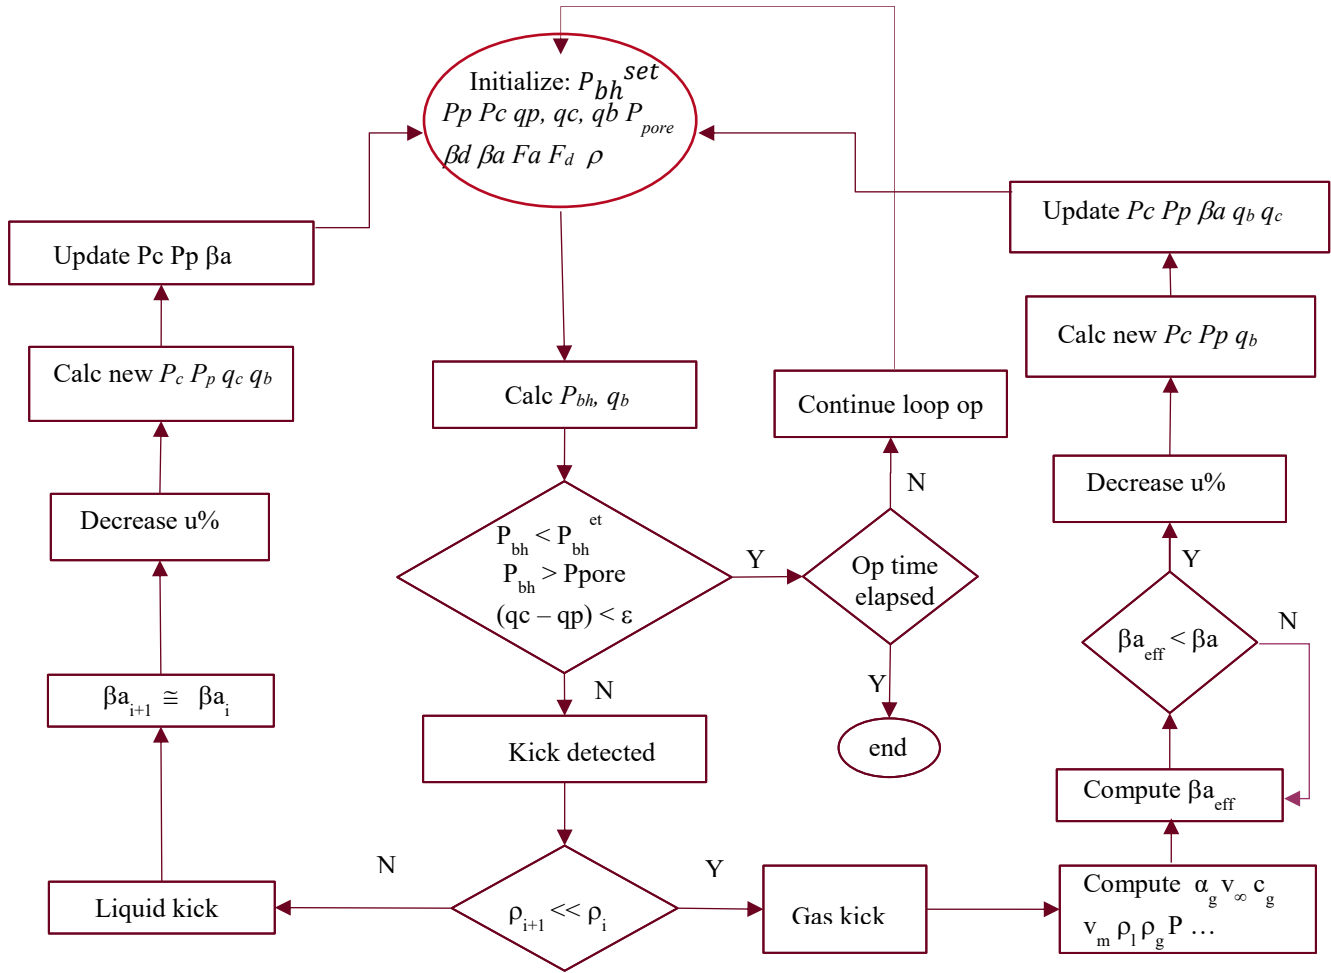 Initialize: P_bh^set
Pp Pc qp, qc, qb P_pore
βd βa Fa F_d ρ
Update Pc Pp βa
Update Pc Pp βa q_b q_c
Calc new P_c P_p q_c q_b
Calc P_bh, q_b
Continue loop op
Calc new Pc Pp q_b
Decrease u%
Decrease u%
N
P_bh < P_bh^et
P_bh > Ppore
(qc – qp) < ε
Y
Op time
elapsed
Y
βa_eff < βa
N
βa_i+1 ≅ βa_i
N
Y
Kick detected
end
Compute βa_eff
N
Y
Liquid kick
ρ_i+1 << ρ_i
Gas kick
Compute α_g v_∞ c_g
v_m ρ_l ρ_g P …